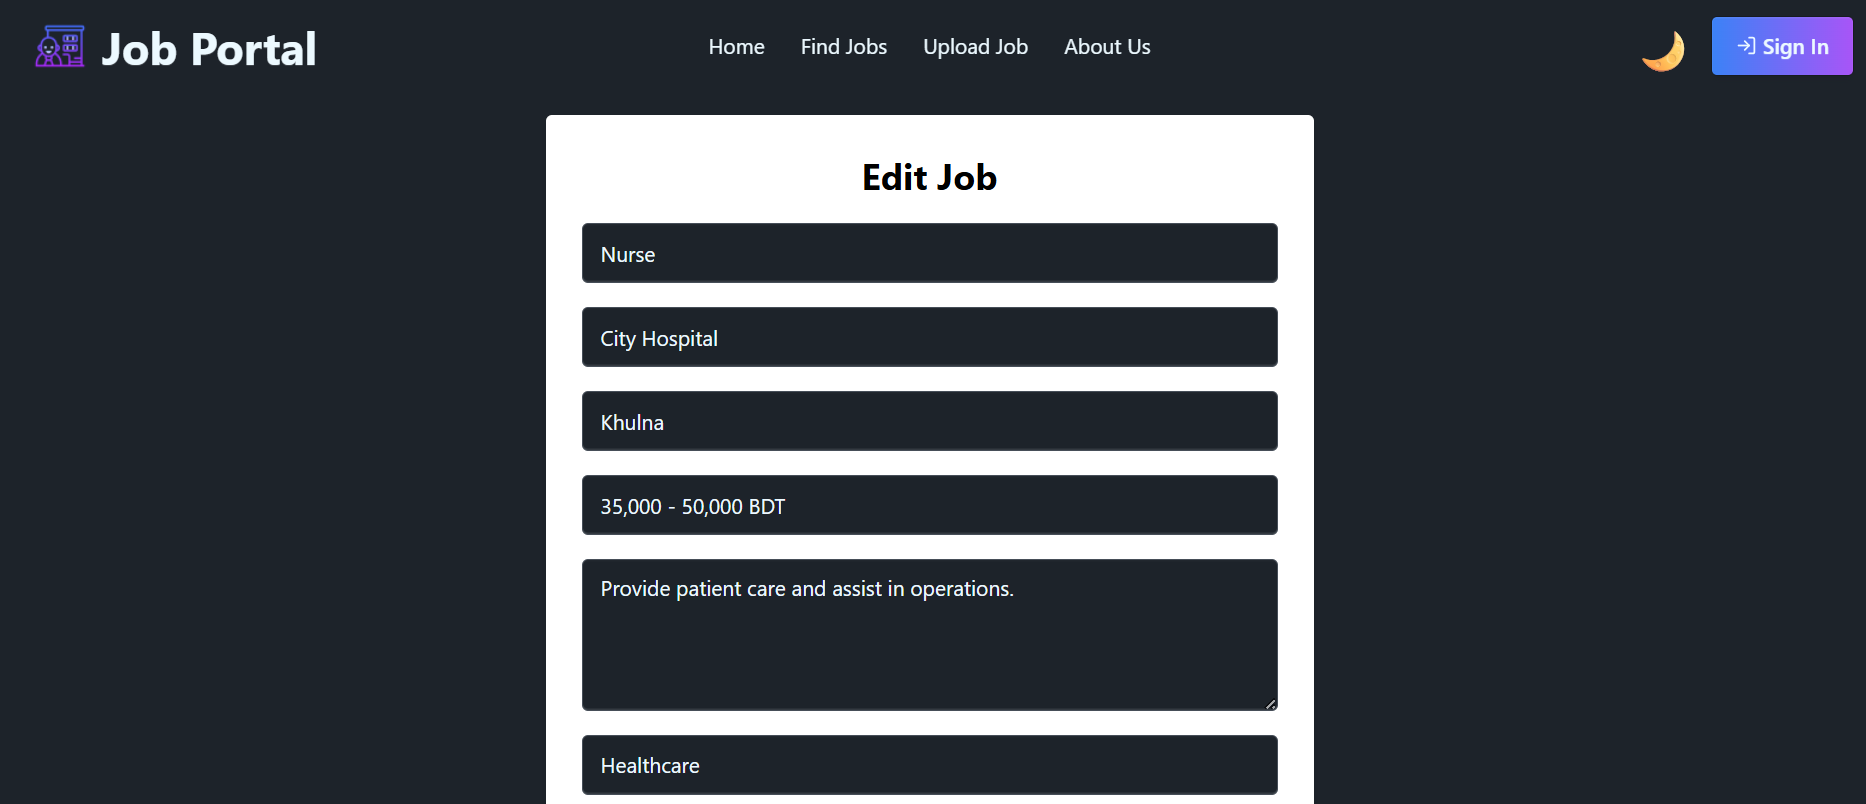 Job Portal
Home Find Jobs Upload Job About Us
Sign In
Edit Job
Nurse
City Hospital
Khulna
35,000 - 50,000 BDT
Provide patient care and assist in operations.
Healthcare